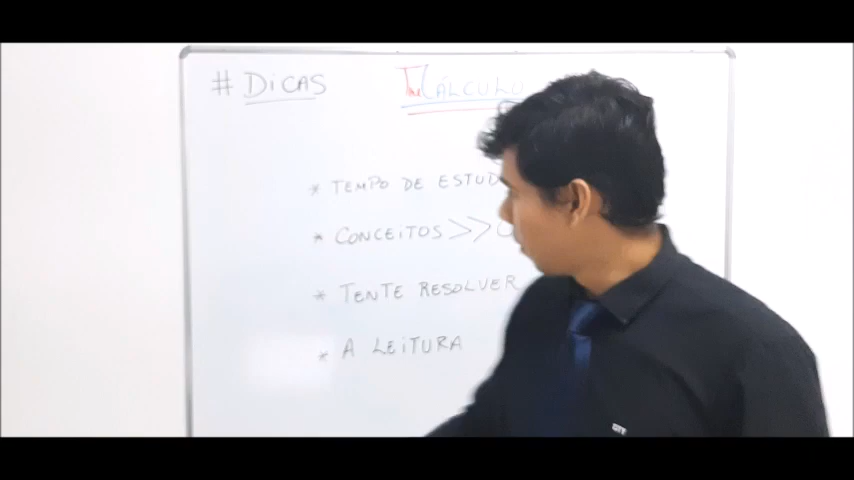 # DICAS
CÁLCULO
* TEMPO DE ESTUD
* CONCEITOS >>
* TENTE RESOLVER
* A LEITURA